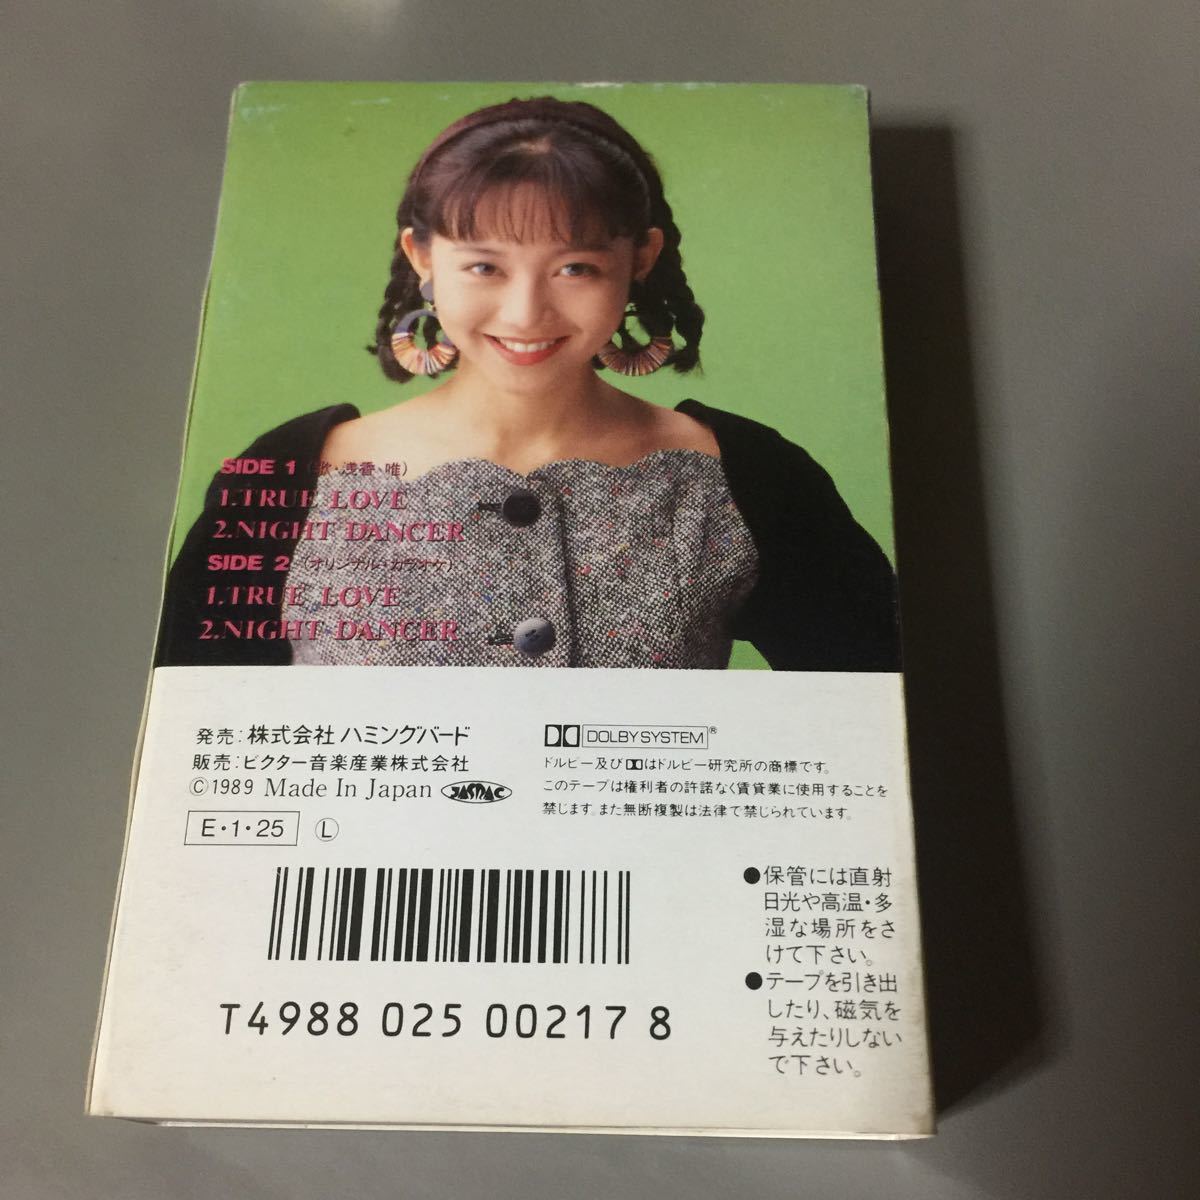 SIDE 1 (歌・浅香 唯)
1.TRUE LOVE
2.NIGHT DANCER
SIDE 2 (オリジナル・カラオケ)
1.TRUE LOVE
2.NIGHT DANCER
発売:株式会社ハミングバード
販売:ビクター音楽産業株式会社
©1989 Made In Japan JASRAC
E・1・25 Ⓛ
DOLBY SYSTEM®
ドルビー及びはドルビー研究所の商標です。
このテープは権利者の許諾なく賃貸業に使用することを
禁じます。また無断複製は法律で禁じられています。
T4988 025 00217 8
●保管には直射
日光や高温・多
湿な場所をさ
けて下さい。
●テープを引き出
したり、磁気を
与えたりしない
で下さい。